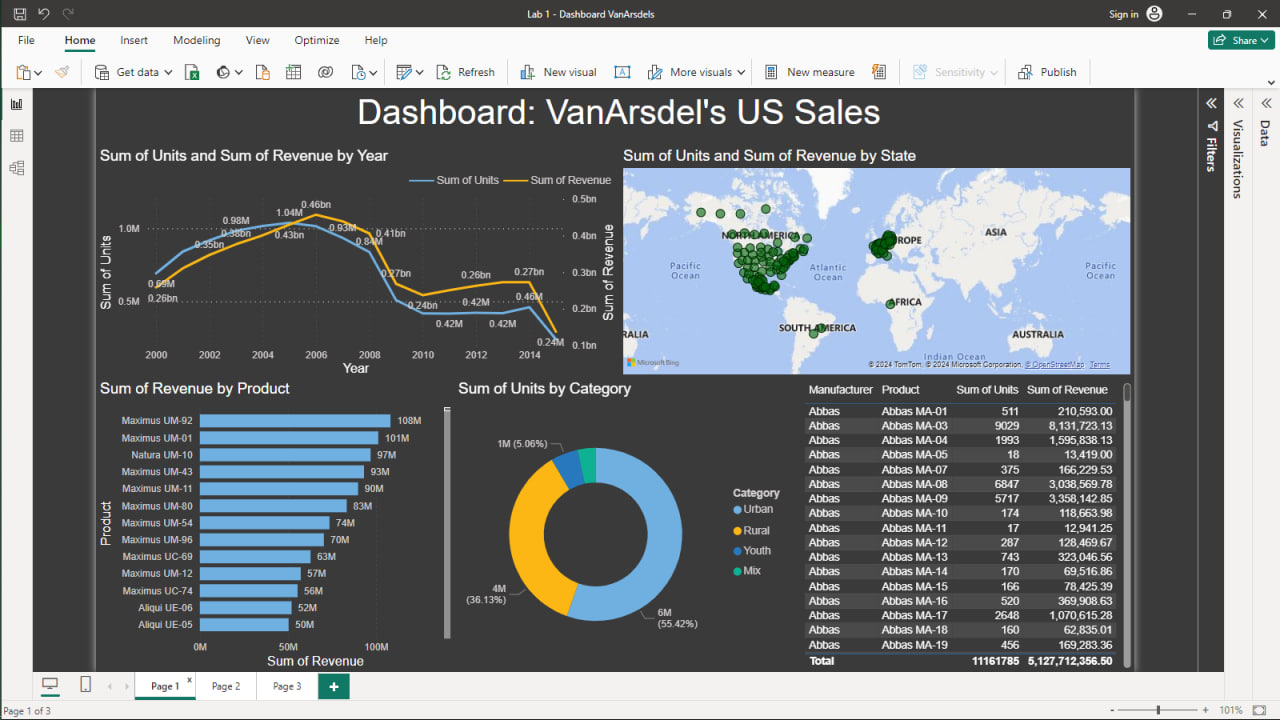 Lab 1 - Dashboard VanArsdels
Sign in
File Home Insert Modeling View Optimize Help
Share
Get data
Refresh
New visual
More visuals
New measure
Sensitivity
Publish
Dashboard: VanArsdel's US Sales
Filters
Visualizations
Data
Sum of Units and Sum of Revenue by Year
Sum of Units Sum of Revenue
Sum of Units
1.0M
0.5M
0.69M
0.26bn
0.35bn
0.98M
0.38bn
1.04M
0.43bn
0.46bn
0.93M
0.84M
0.41bn
0.27bn
0.24bn
0.42M
0.26bn
0.42M
0.42M
0.27bn
0.46M
0.24M
0.5bn
0.4bn
0.3bn
0.2bn
0.1bn
Sum of Revenue
2000 2002 2004 2006 2008 2010 2012 2014
Year
Sum of Units and Sum of Revenue by State
NORTH AMERICA
EUROPE
ASIA
Pacific
Ocean
Atlantic
Ocean
Pacific
Ocean
AFRICA
SOUTH AMERICA
RALIA
AUSTRALIA
Indian Ocean
Microsoft Bing
© 2024 TomTom, © 2024 Microsoft Corporation, © OpenStreetMap Terms
Sum of Revenue by Product
Product
Maximus UM-92 108M
Maximus UM-01 101M
Natura UM-10 97M
Maximus UM-43 93M
Maximus UM-11 90M
Maximus UM-80 83M
Maximus UM-54 74M
Maximus UM-96 70M
Maximus UC-69 63M
Maximus UM-12 57M
Maximus UC-74 56M
Aliqui UE-06 52M
Aliqui UE-05 50M
0M 50M 100M
Sum of Revenue
Sum of Units by Category
1M (5.06%)
4M
(36.13%)
6M
(55.42%)
Category
Urban
Rural
Youth
Mix
Manufacturer Product Sum of Units Sum of Revenue
Abbas Abbas MA-01 511 210,593.00
Abbas Abbas MA-03 9029 8,131,723.13
Abbas Abbas MA-04 1993 1,595,838.13
Abbas Abbas MA-05 18 13,419.00
Abbas Abbas MA-07 375 166,229.53
Abbas Abbas MA-08 6847 3,038,569.78
Abbas Abbas MA-09 5717 3,358,142.85
Abbas Abbas MA-10 174 118,663.98
Abbas Abbas MA-11 17 12,941.25
Abbas Abbas MA-12 287 128,469.67
Abbas Abbas MA-13 743 323,046.56
Abbas Abbas MA-14 170 69,516.86
Abbas Abbas MA-15 166 78,425.39
Abbas Abbas MA-16 520 369,908.63
Abbas Abbas MA-17 2648 1,070,615.28
Abbas Abbas MA-18 160 62,835.01
Abbas Abbas MA-19 456 169,283.36
Total 11161785 5,127,712,356.50
Page 1 x
Page 2
Page 3
+
Page 1 of 3
- + 101%